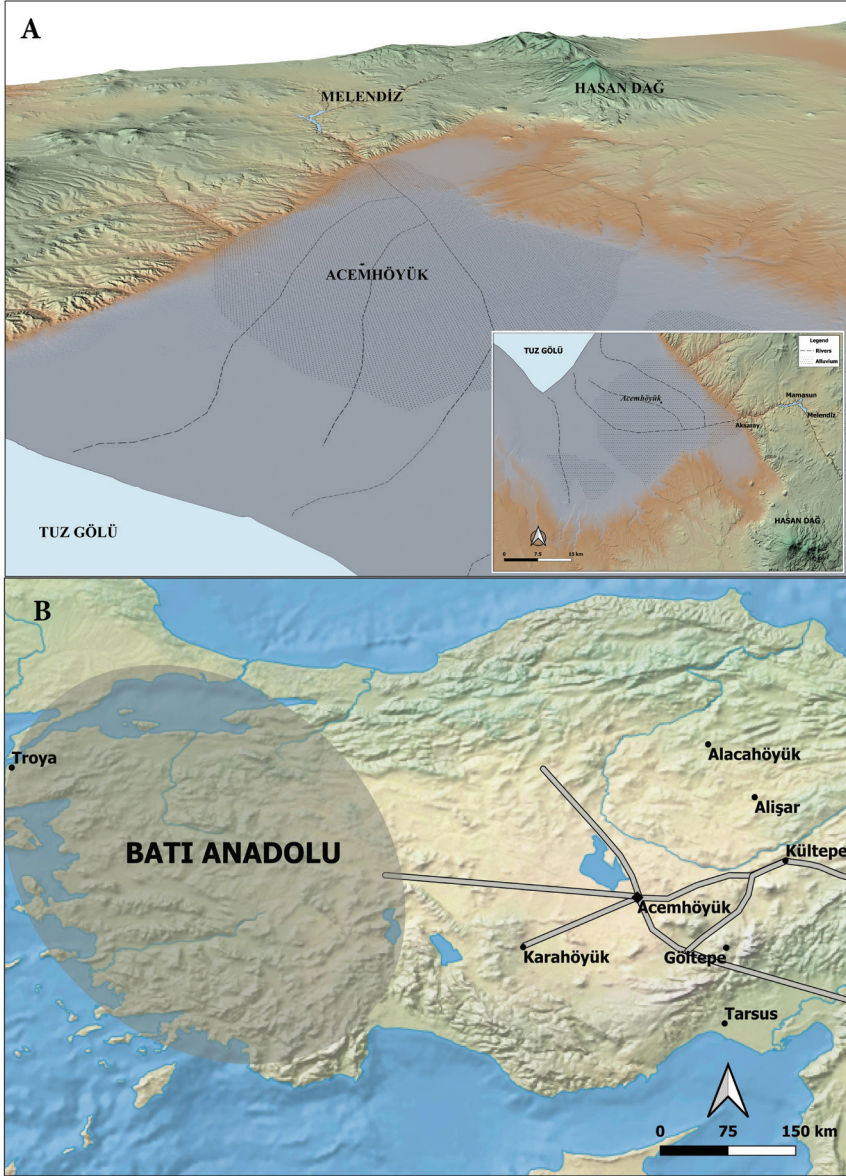 A
MELENDİZ
HASAN DAĞ
ACEMHÖYÜK
TUZ GÖLÜ
TUZ GÖLÜ
Legend
Rivers
Alluvium
Acemhöyük
Mamasun
Melendiz
Aksaray
HASAN DAĞ
0 7.5 15 km
B
Troya
Alacahöyük
Alişar
BATI ANADOLU
Kültepe
Acemhöyük
Karahöyük
Göltepe
Tarsus
0 75 150 km